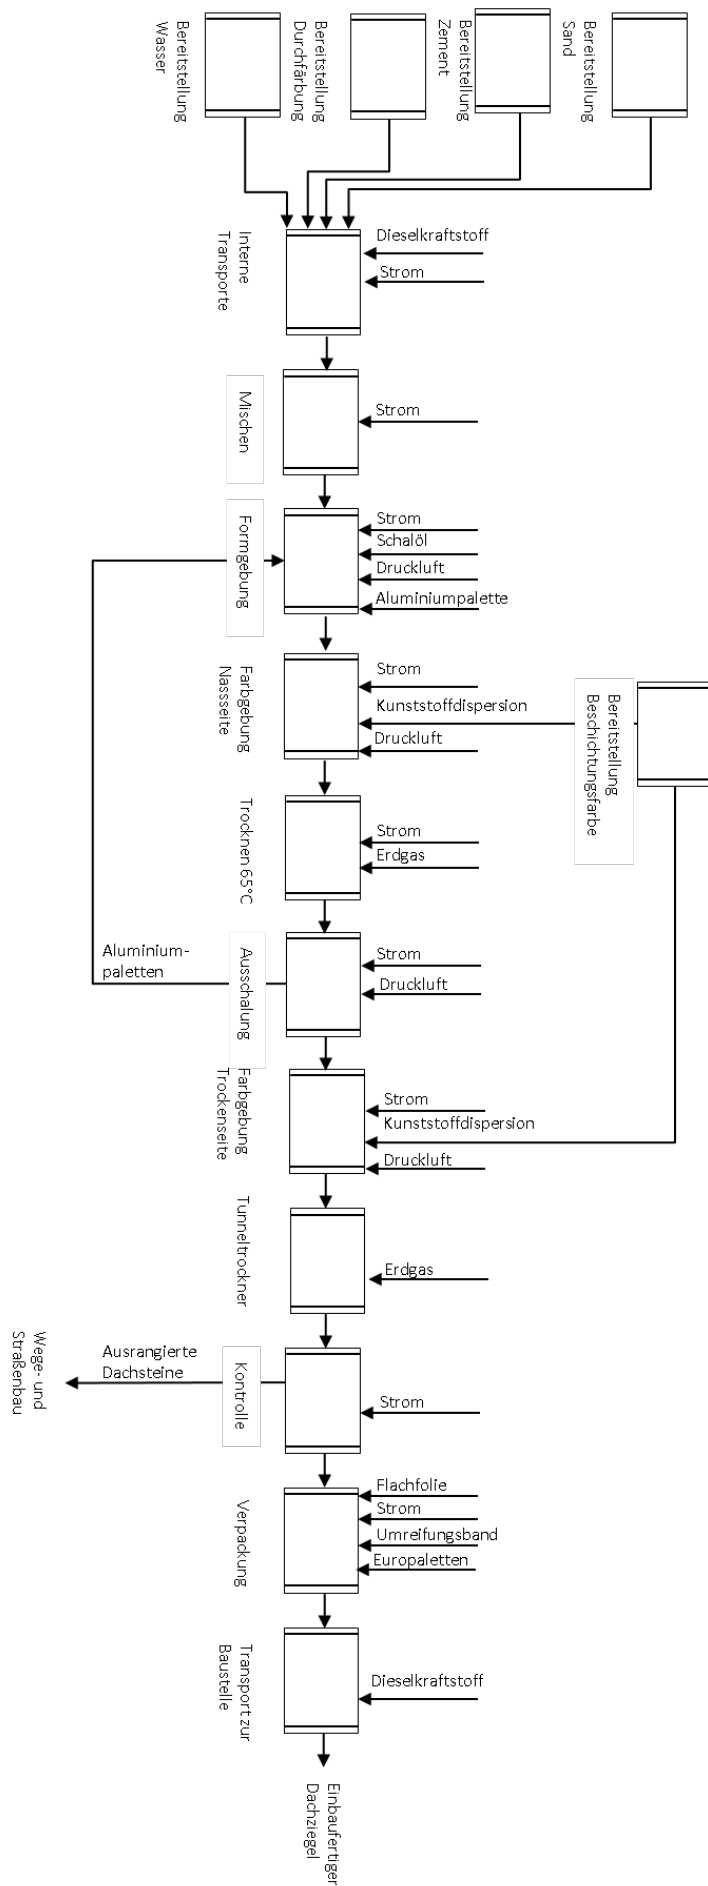 Bereitstellung
Wasser
Bereitstellung
Durchfärbung
Bereitstellung
Zement
Bereitstellung
Sand
Interne
Transporte
Dieselkraftstoff
Strom
Mischen
Strom
Formgebung
Strom
Schalöl
Druckluft
Aluminiumpalette
Farbgebung
Nassseite
Strom
Kunststoffdispersion
Druckluft
Bereitstellung
Beschichtungsfarbe
Trocknen 65°C
Strom
Erdgas
Aluminium-
paletten
Ausschalung
Strom
Druckluft
Farbgebung
Trockenseite
Strom
Kunststoffdispersion
Druckluft
Tunneltrockner
Erdgas
Wege- und
Straßenbau
Ausrangierte
Dachsteine
Kontrolle
Strom
Verpackung
Flachfolie
Strom
Umreifungsband
Europaletten
Transport zur
Baustelle
Dieselkraftstoff
Einbaufertiger
Dachziegel